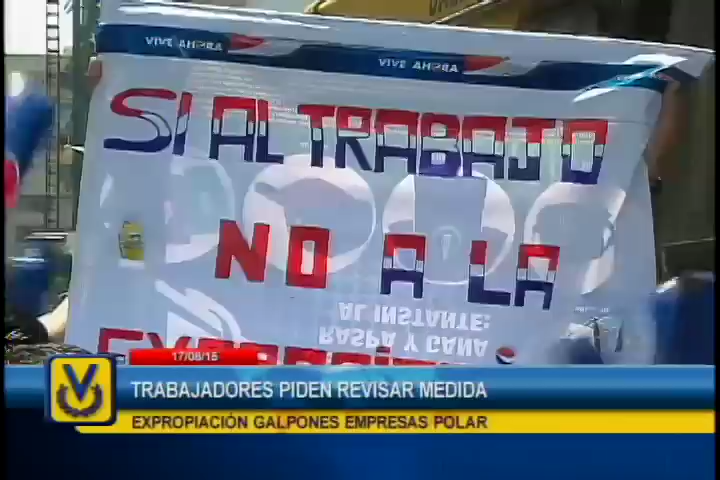 VIVE AHORA VIVE AHORA
SI AL TRABAJO
NO A LA
AL INSTANTE:
RASPA Y GANA
17/08/15
V
TRABAJADORES PIDEN REVISAR MEDIDA
EXPROPIACIÓN GALPONES EMPRESAS POLAR